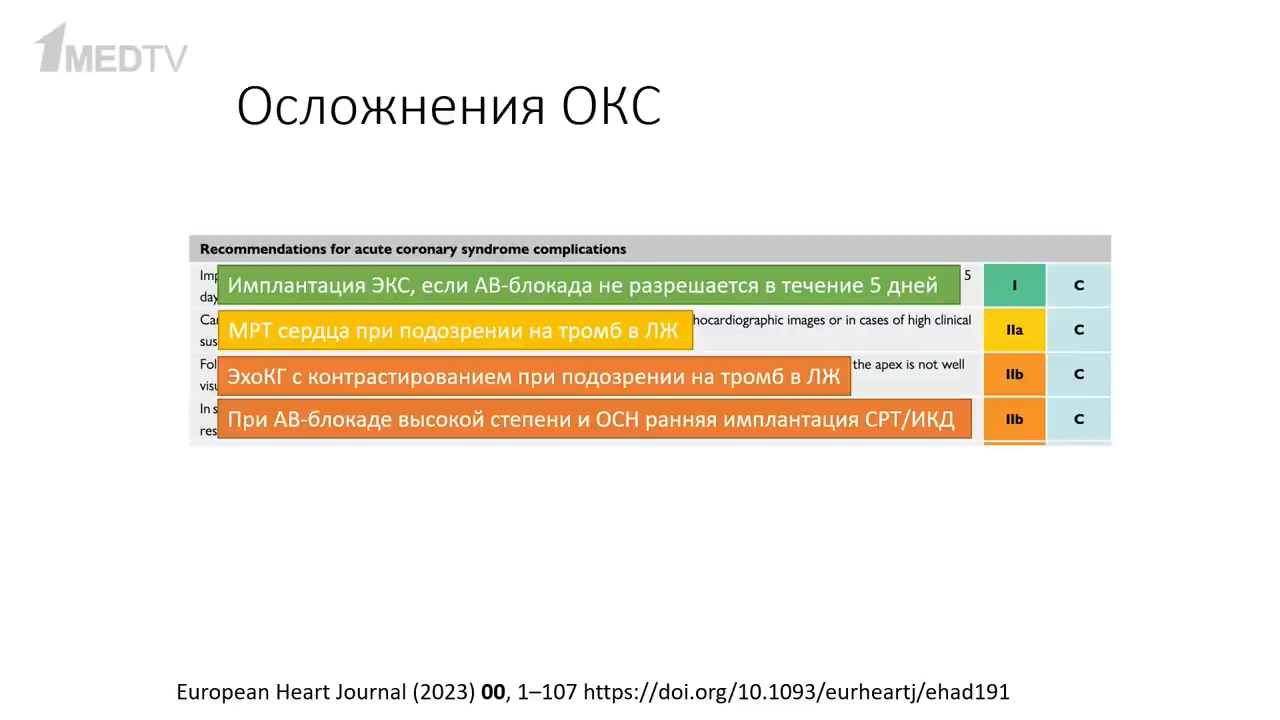 1MEDTV
Осложнения ОКС
Recommendations for acute coronary syndrome complications
Имплантация ЭКС, если АВ-блокада не разрешается в течение 5 дней
5
I
C
МРТ сердца при подозрении на тромб в ЛЖ
images or in cases of high clinical
IIa
C
ЭхоКГ с контрастированием при подозрении на тромб в ЛЖ
the apex is not well
IIb
C
При АВ-блокаде высокой степени и ОСН ранняя имплантация СРТ/ИКД
IIb
C
European Heart Journal (2023) 00, 1–107 https://doi.org/10.1093/eurheartj/ehad191